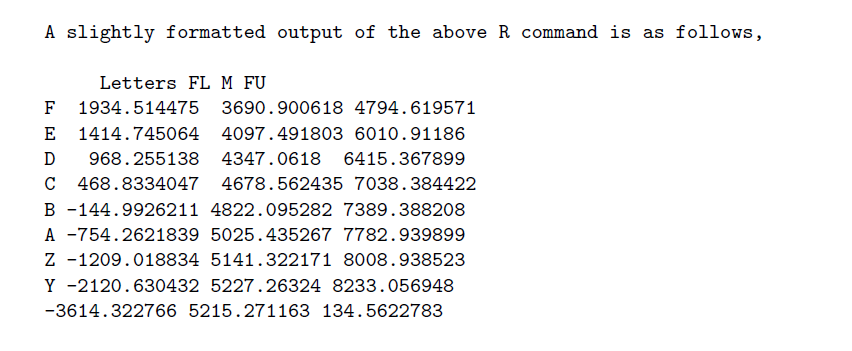 A slightly formatted output of the above R command is as follows,
Letters FL M FU
F 1934.514475 3690.900618 4794.619571
E 1414.745064 4097.491803 6010.91186
D 968.255138 4347.0618 6415.367899
C 468.8334047 4678.562435 7038.384422
B -144.9926211 4822.095282 7389.388208
A -754.2621839 5025.435267 7782.939899
Z -1209.018834 5141.322171 8008.938523
Y -2120.630432 5227.26324 8233.056948
-3614.322766 5215.271163 134.5622783